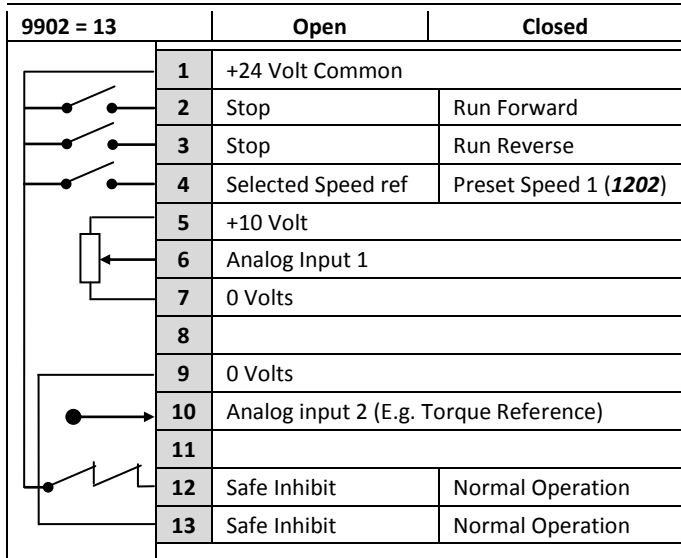 9902 = 13 Open Closed
1 +24 Volt Common
2 Stop Run Forward
3 Stop Run Reverse
4 Selected Speed ref Preset Speed 1 (1202)
5 +10 Volt
6 Analog Input 1
7 0 Volts
8
9 0 Volts
10 Analog input 2 (E.g. Torque Reference)
11
12 Safe Inhibit Normal Operation
13 Safe Inhibit Normal Operation